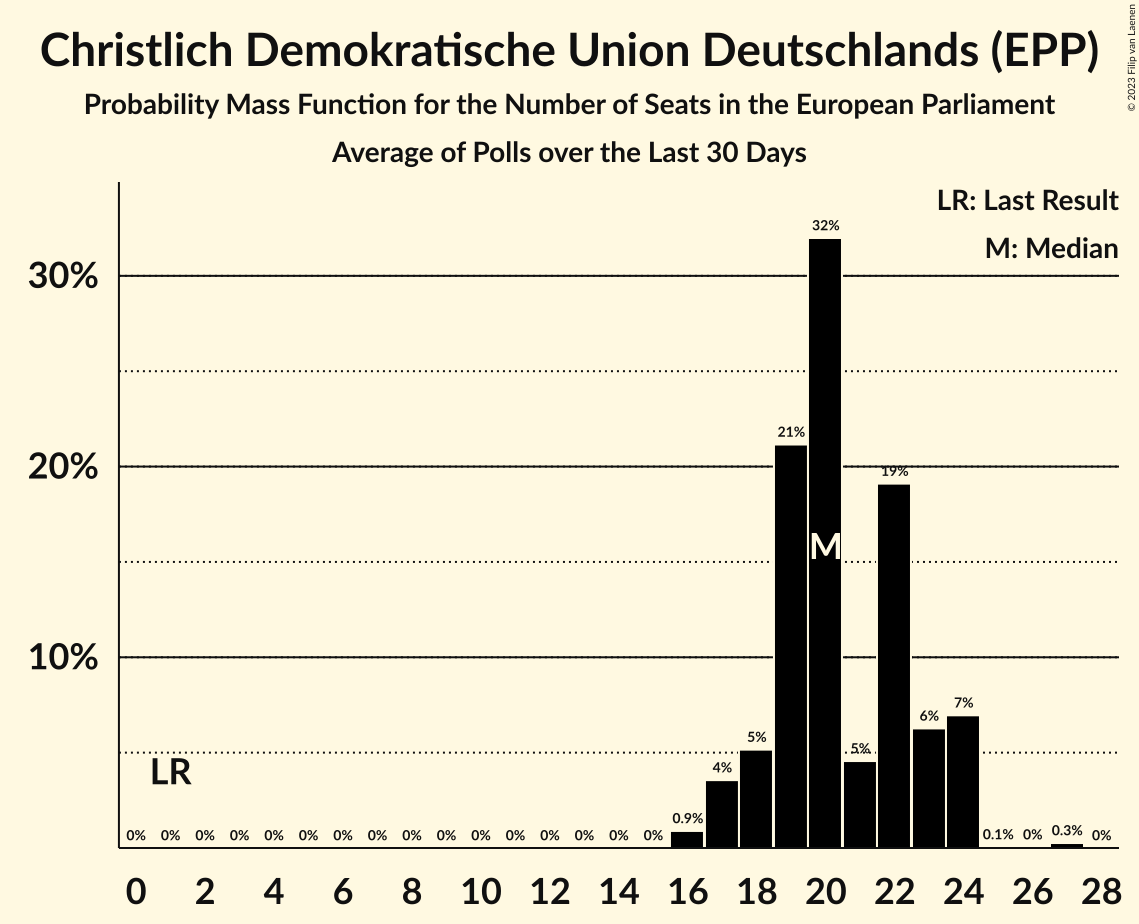 Christlich Demokratische Union Deutschlands (EPP)
Probability Mass Function for the Number of Seats in the European Parliament
Average of Polls over the Last 30 Days
© 2023 Filip van Laenen
LR: Last Result
M: Median
32%
30%
21%
20%
19%
M
10%
7%
6%
5%
5%
4%
LR
0.9%
0% 0% 0% 0% 0% 0% 0% 0% 0% 0% 0% 0% 0% 0% 0% 0% 0.1% 0% 0.3% 0%
0 2 4 6 8 10 12 14 16 18 20 22 24 26 28